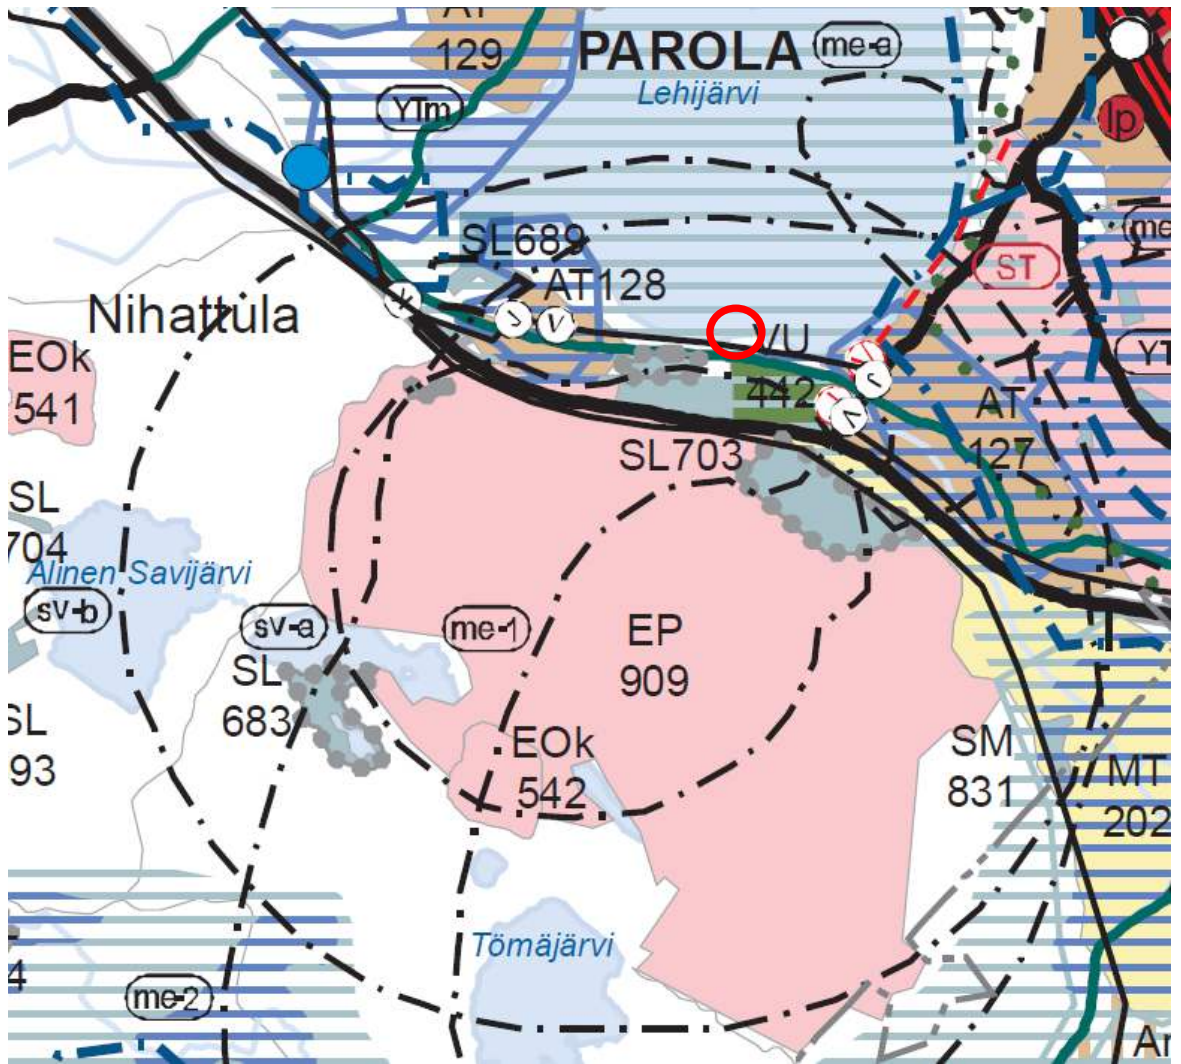 AT
129
PAROLA
me-a
Lehijärvi
YTm
lp
SL689
me
ST
AT128
Nihattula
VU
EOk
541
442
J
V
YT
AT
127
SL703
SL
704
Alinen Savijärvi
sv-b
sv-a
me-1
EP
909
SL
683
SL
93
EOk
542
SM
831
MT
202
Tömäjärvi
4
me-2
Ar